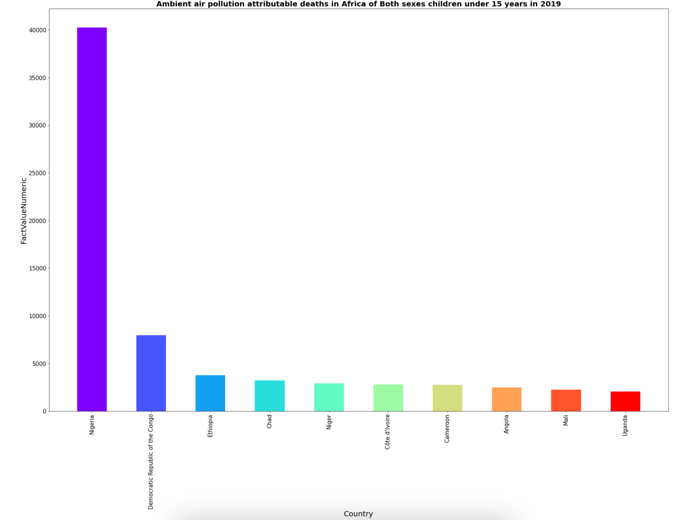 Ambient air pollution attributable deaths in Africa of Both sexes children under 15 years in 2019
40000
35000
30000
25000
20000
15000
10000
5000
0
FactValueNumeric
Nigeria
Democratic Republic of the Congo
Ethiopia
Chad
Niger
Côte d'Ivoire
Cameroon
Angola
Mali
Uganda
Country